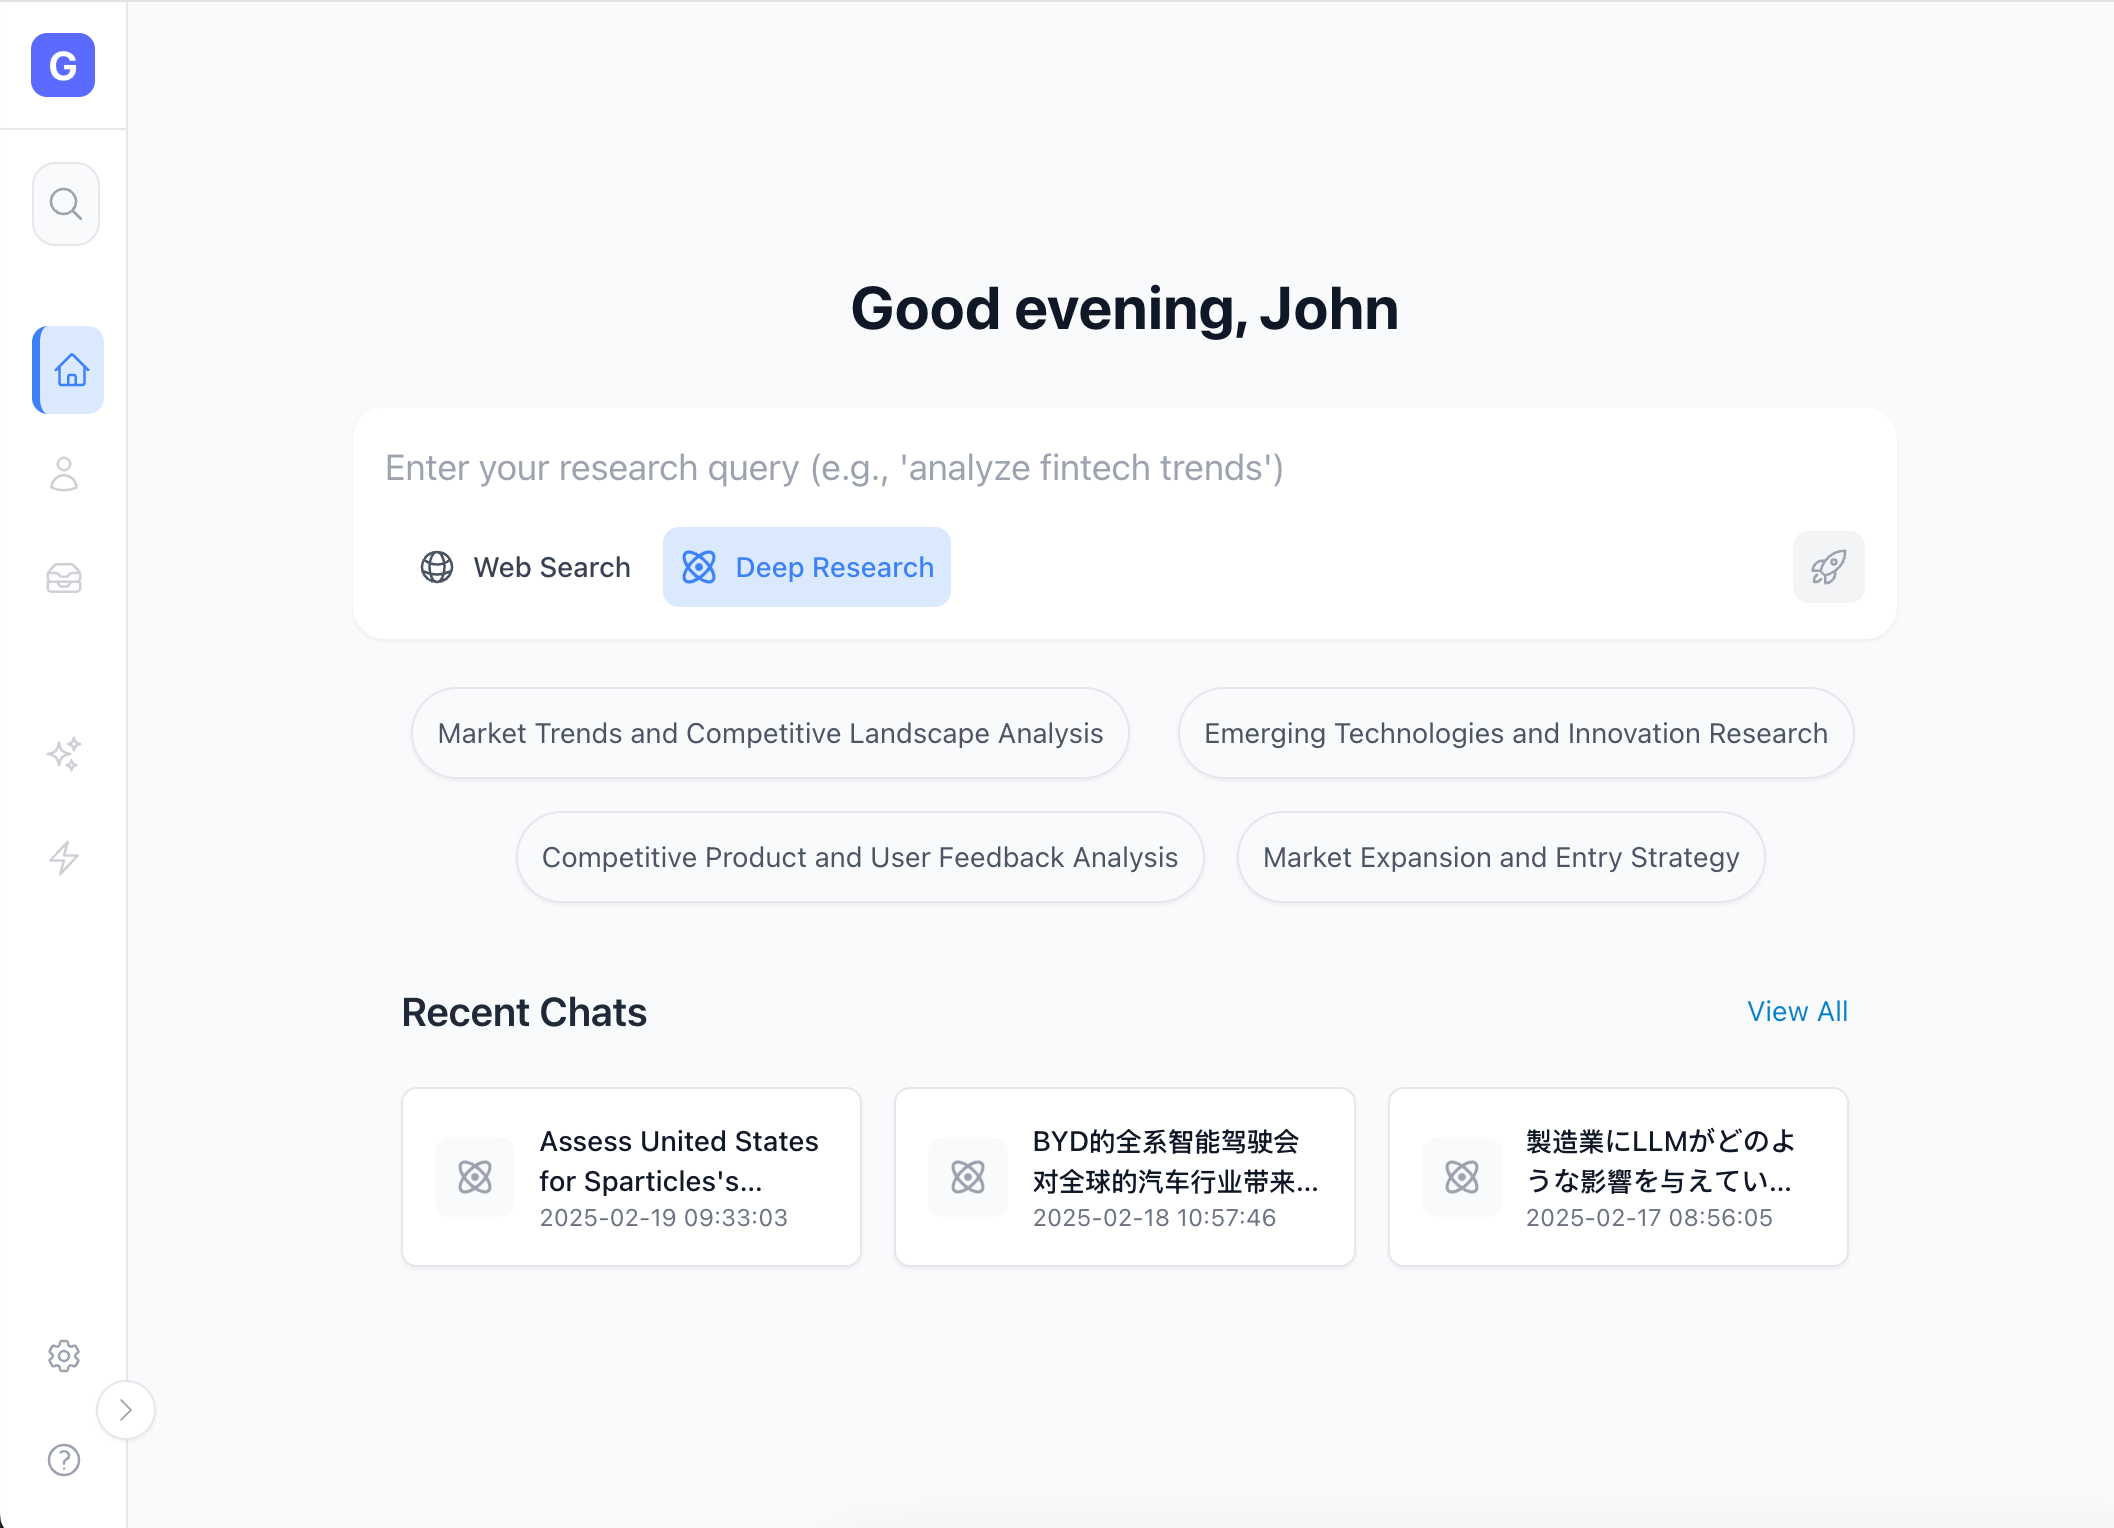 G
Good evening, John
Enter your research query (e.g., 'analyze fintech trends')
Web Search
Deep Research
Market Trends and Competitive Landscape Analysis
Emerging Technologies and Innovation Research
Competitive Product and User Feedback Analysis
Market Expansion and Entry Strategy
Recent Chats
View All
Assess United States
for Sparticles's...
2025-02-19 09:33:03
BYD的全系智能驾驶会
对全球的汽车行业带来...
2025-02-18 10:57:46
製造業にLLMがどのよ
うな影響を与えてい...
2025-02-17 08:56:05